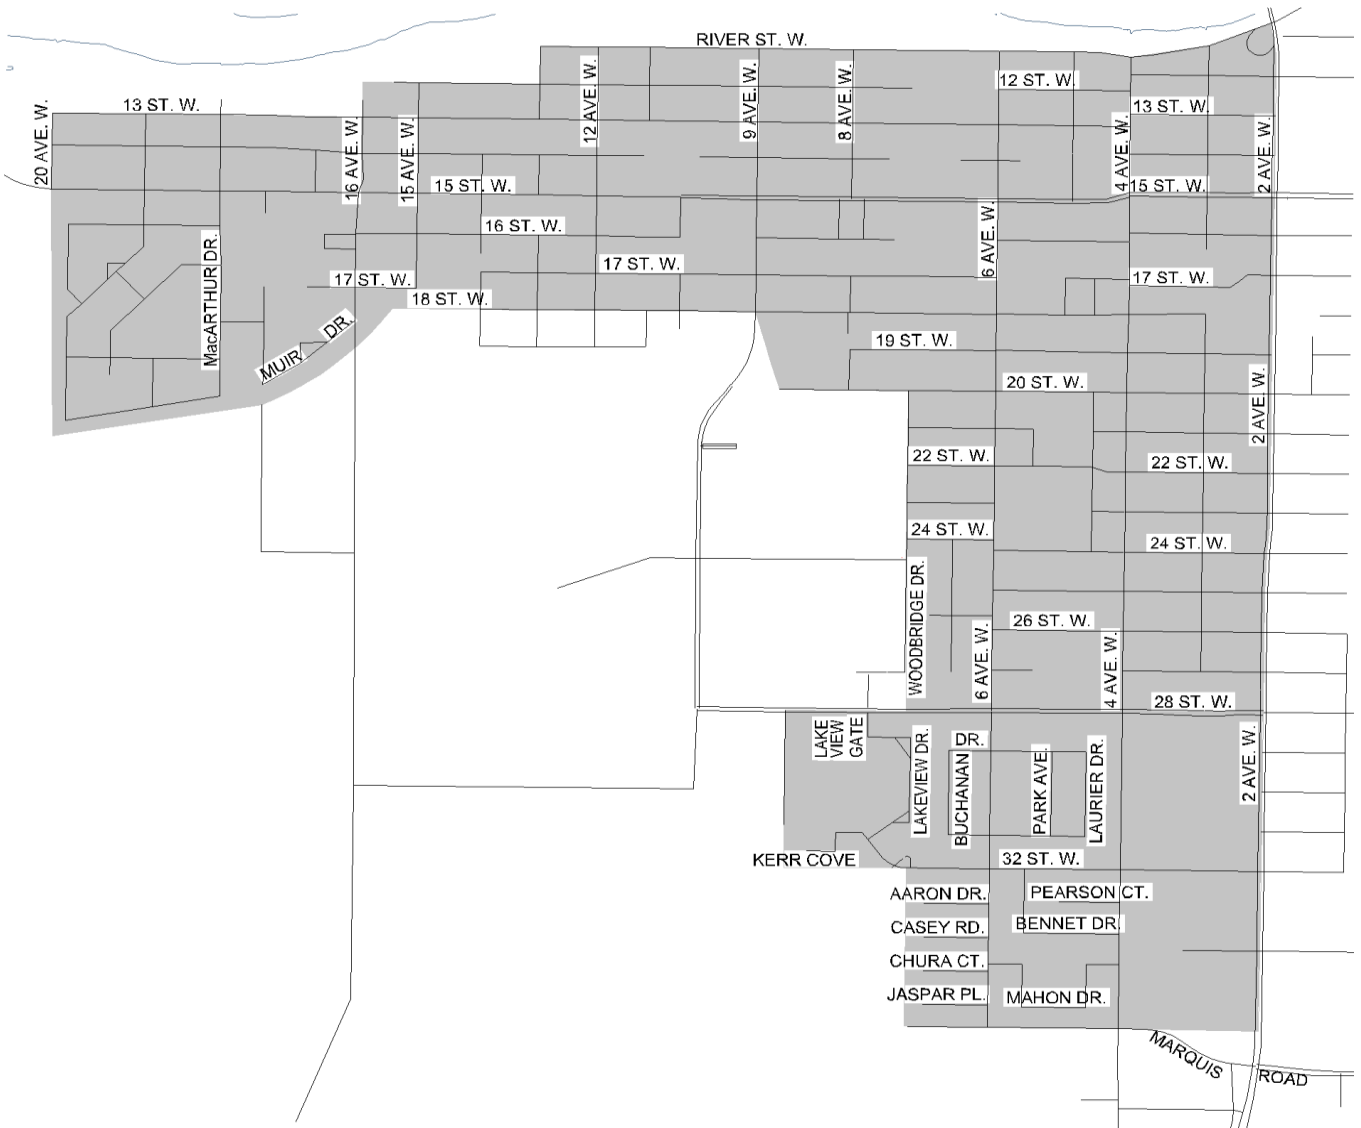 RIVER ST. W.
12 ST. W.
13 ST. W.
13 ST. W.
20 AVE. W.
16 AVE. W.
15 AVE. W.
12 AVE. W.
9 AVE. W.
8 AVE. W.
4 AVE. W.
2 AVE. W.
15 ST. W.
15 ST. W.
16 ST. W.
6 AVE. W.
MacARTHUR DR.
17 ST. W.
17 ST. W.
17 ST. W.
18 ST. W.
MUIR DR.
19 ST. W.
20 ST. W.
2 AVE. W.
22 ST. W.
22 ST. W.
24 ST. W.
24 ST. W.
WOODBRIDGE DR.
26 ST. W.
6 AVE. W.
4 AVE. W.
28 ST. W.
LAKE
VIEW
GATE
LAKEVIEW DR.
BUCHANAN
DR.
PARK AVE.
LAURIER DR.
2 AVE. W.
KERR COVE
32 ST. W.
AARON DR.
PEARSON CT.
CASEY RD.
BENNET DR.
CHURA CT.
JASPAR PL.
MAHON DR.
MARQUIS
ROAD